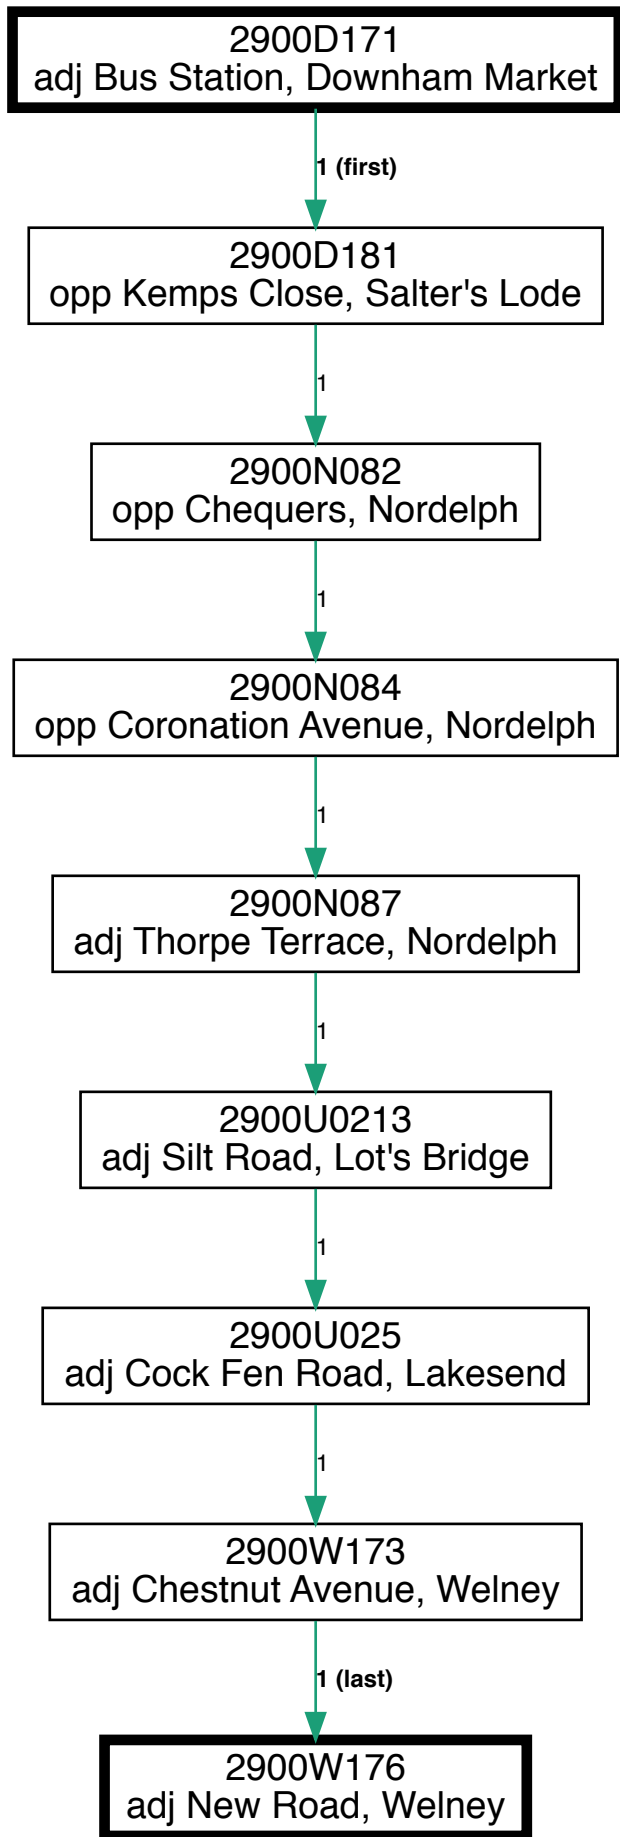 2900D171
adj Bus Station, Downham Market
1 (first)
2900D181
opp Kemps Close, Salter's Lode
1
2900N082
opp Chequers, Nordelph
1
2900N084
opp Coronation Avenue, Nordelph
1
2900N087
adj Thorpe Terrace, Nordelph
1
2900U0213
adj Silt Road, Lot's Bridge
1
2900U025
adj Cock Fen Road, Lakesend
1
2900W173
adj Chestnut Avenue, Welney
1 (last)
2900W176
adj New Road, Welney